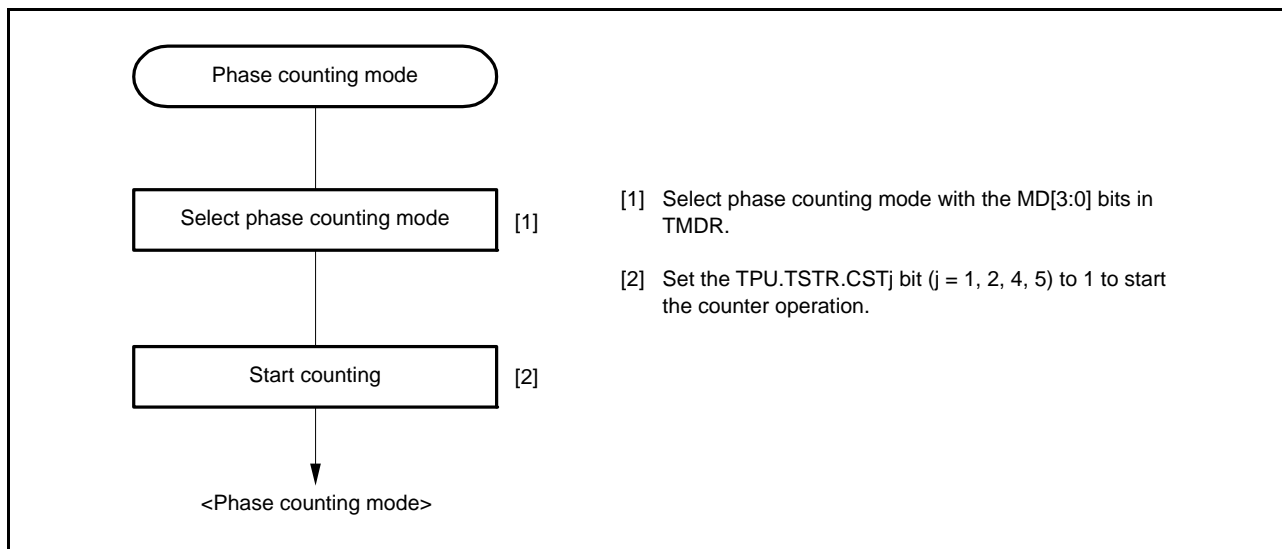 Phase counting mode
Select phase counting mode [1]
Start counting [2]
<Phase counting mode>
[1] Select phase counting mode with the MD[3:0] bits in
TMDR.
[2] Set the TPU.TSTR.CSTj bit (j = 1, 2, 4, 5) to 1 to start
the counter operation.